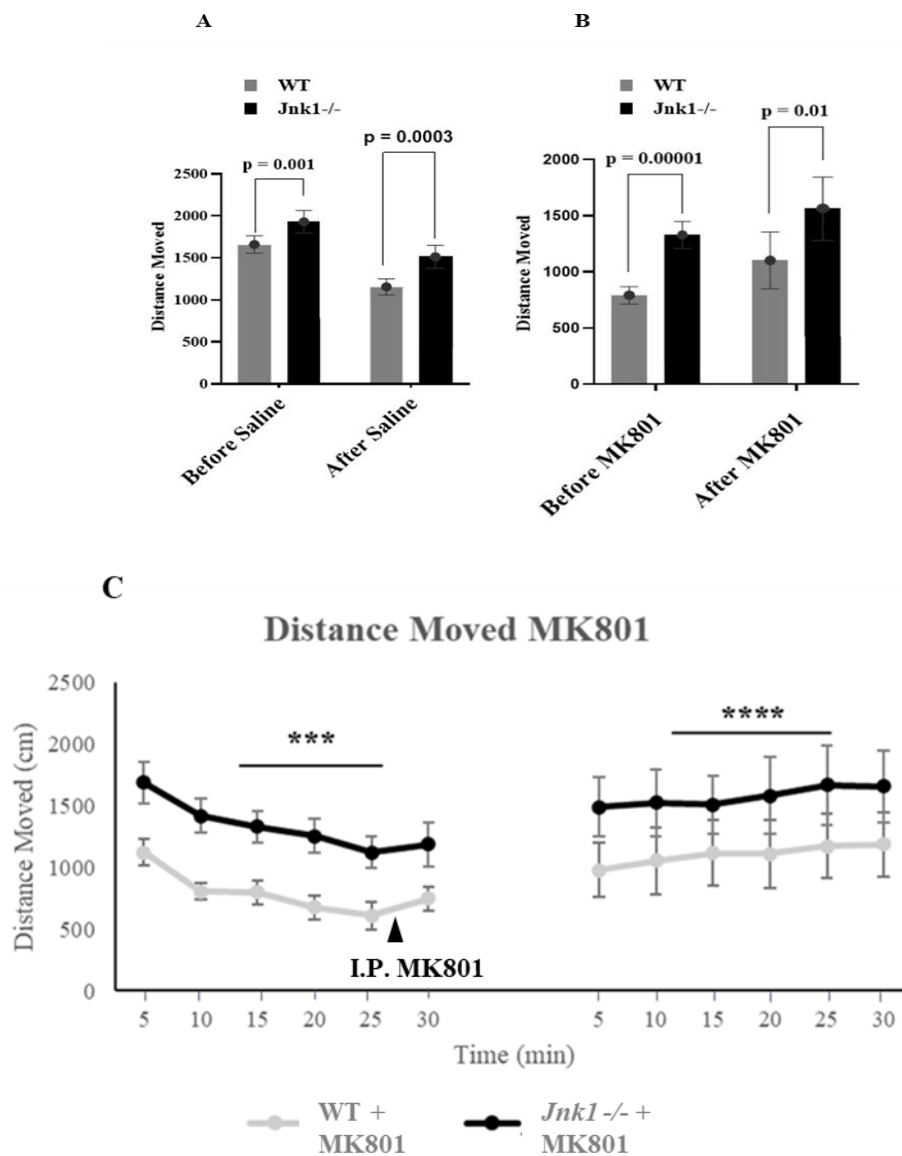 A
B
WT
Jnk1-/-
WT
Jnk1-/-
p = 0.001
p = 0.0003
p = 0.00001
p = 0.01
Distance Moved
2500
2000
1500
1000
500
0
Before Saline
After Saline
Distance Moved
2000
1500
1000
500
0
Before MK801
After MK801
C
Distance Moved MK801
Distance Moved (cm)
2500
2000
1500
1000
500
0
***
****
I.P. MK801
5 10 15 20 25 30 5 10 15 20 25 30
Time (min)
WT +
MK801
Jnk1 -/- +
MK801